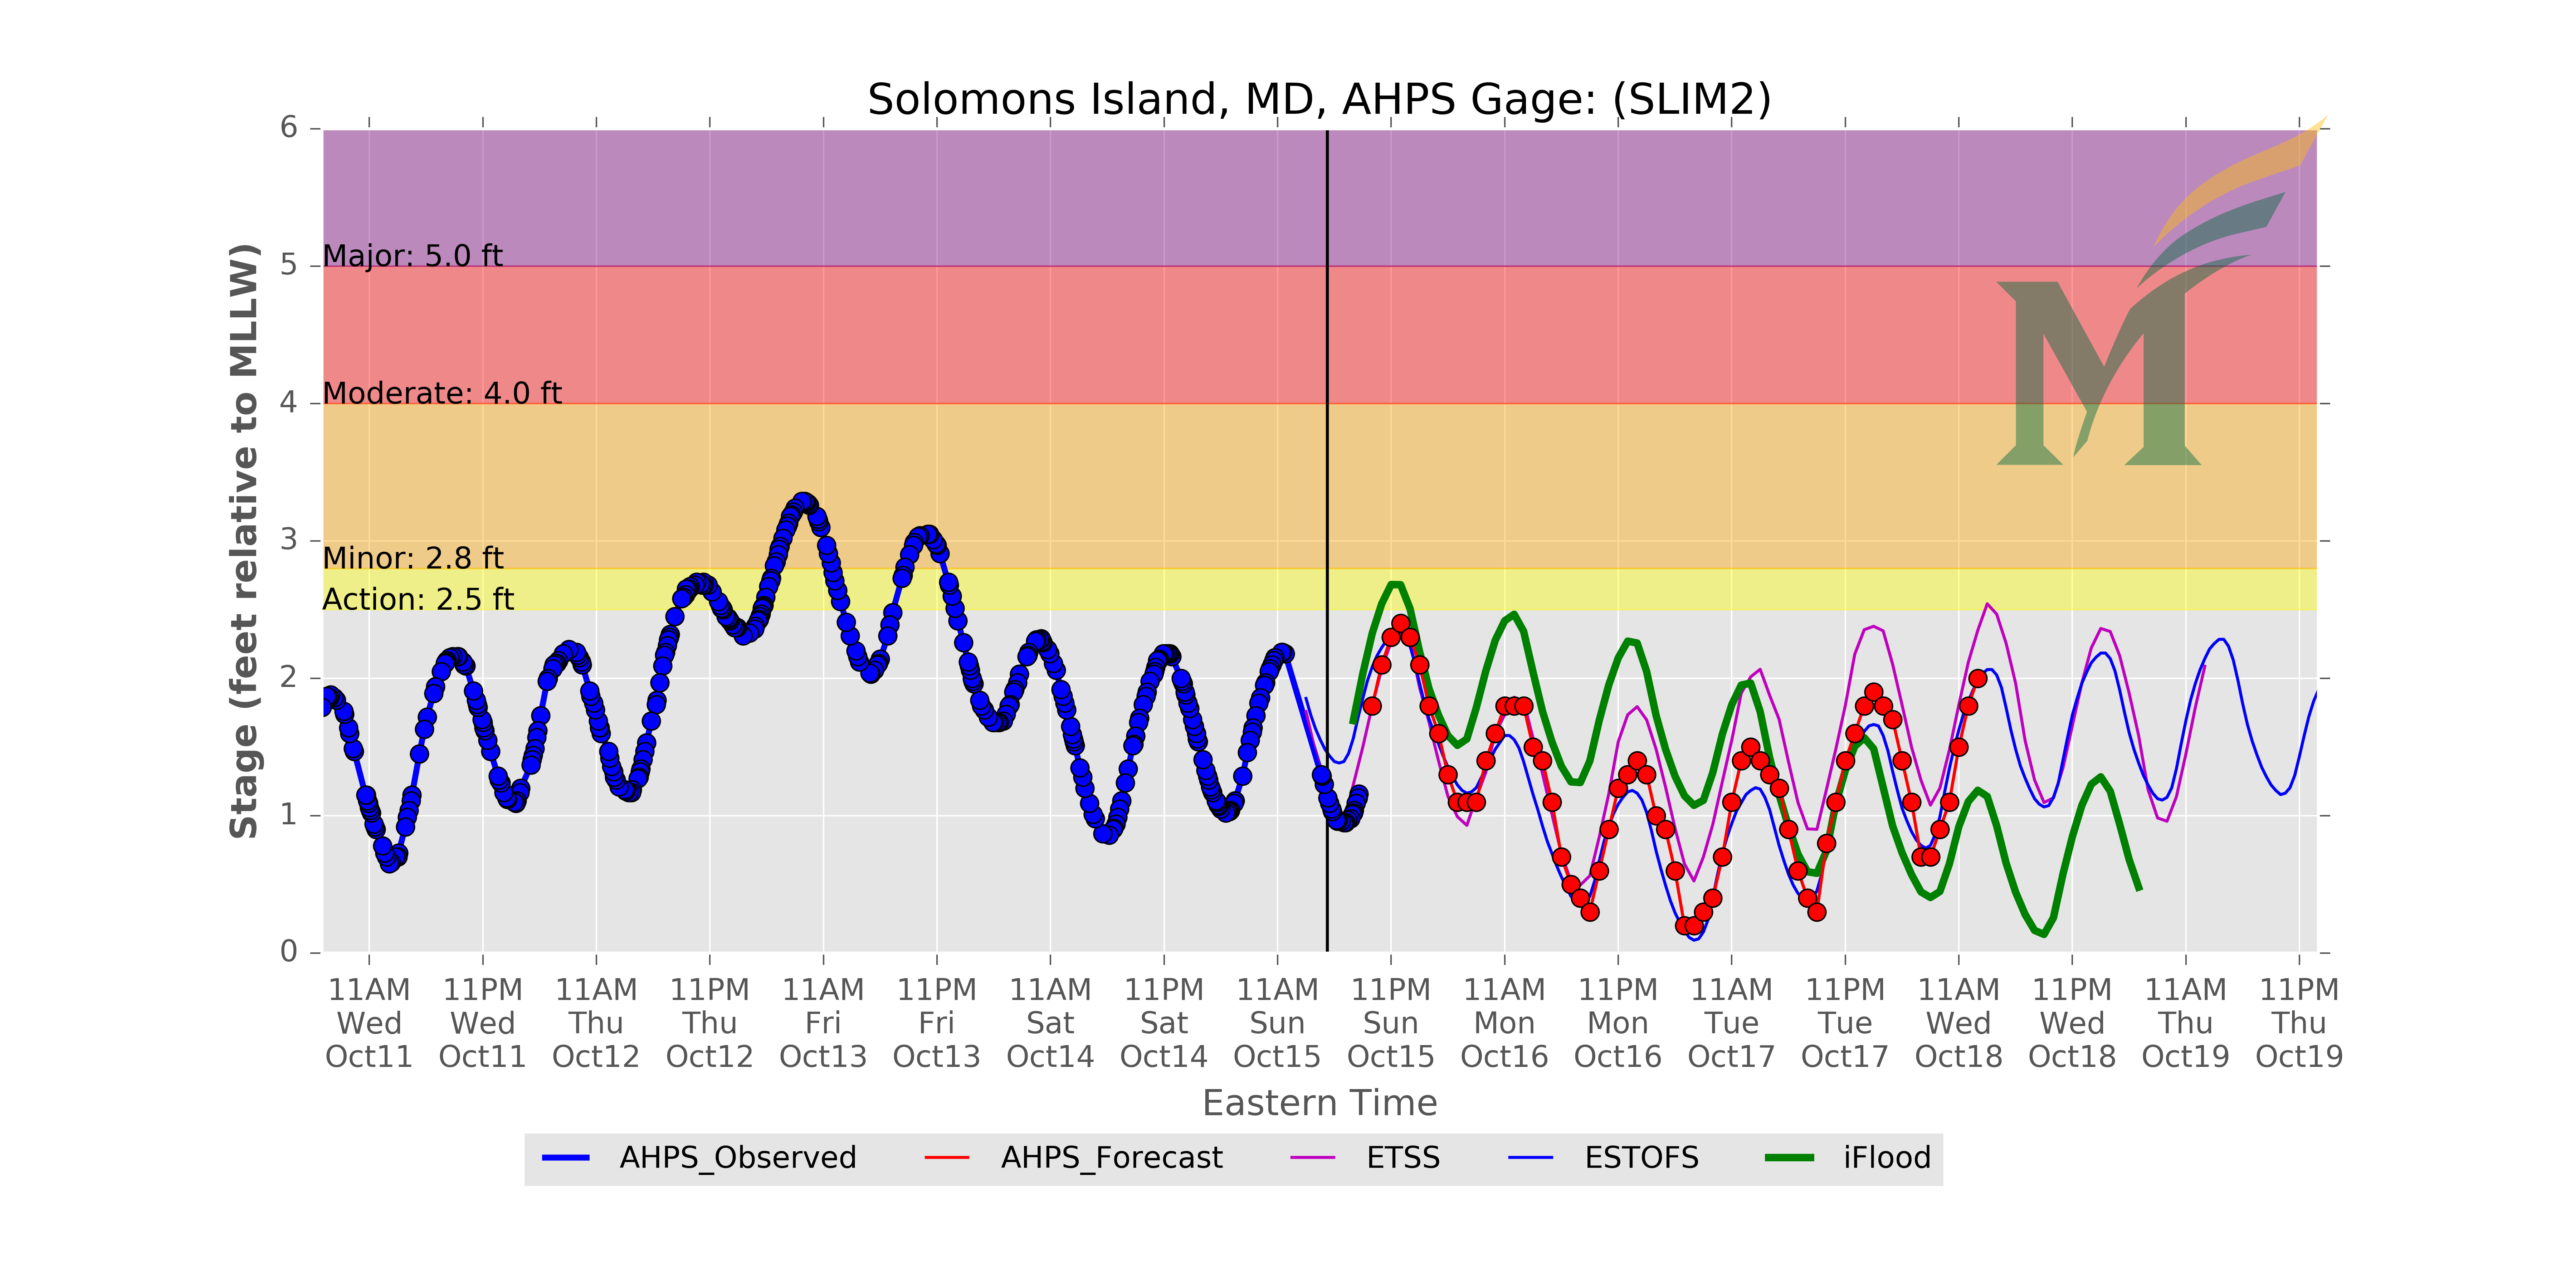 Solomons Island, MD, AHPS Gage: (SLIM2)
Stage (feet relative to MLLW)
6
5
4
3
2
1
0
Major: 5.0 ft
Moderate: 4.0 ft
Minor: 2.8 ft
Action: 2.5 ft
M
11AM 11PM 11AM 11PM 11AM 11PM 11AM 11PM 11AM 11PM 11AM 11PM 11AM 11PM 11AM 11PM 11AM 11PM
Wed Wed Thu Thu Fri Fri Sat Sat Sun Sun Mon Mon Tue Tue Wed Wed Thu Thu
Oct11 Oct11 Oct12 Oct12 Oct13 Oct13 Oct14 Oct14 Oct15 Oct15 Oct16 Oct16 Oct17 Oct17 Oct18 Oct18 Oct19 Oct19
Eastern Time
AHPS_Observed AHPS_Forecast ETSS ESTOFS iFlood